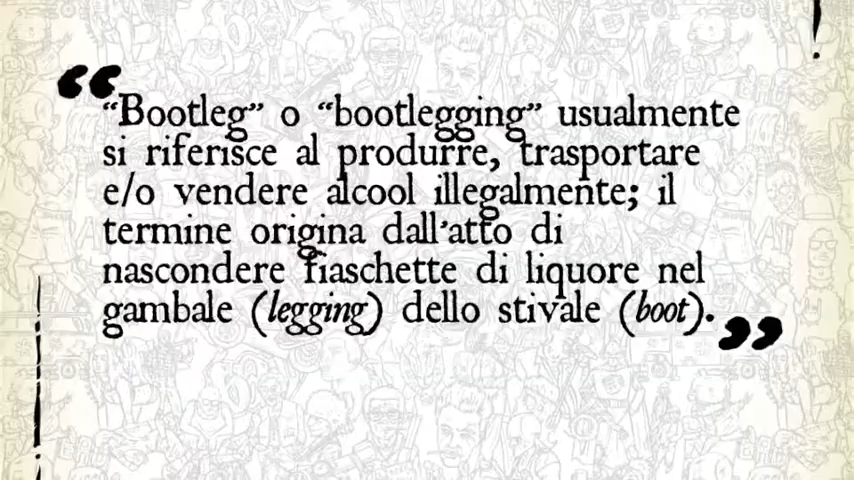 “Bootleg” o “bootlegging” usualmente
si riferisce al produrre, trasportare
e/o vendere alcool illegalmente; il
termine origina dall'atto di
nascondere fiaschette di liquore nel
gambale (legging) dello stivale (boot).